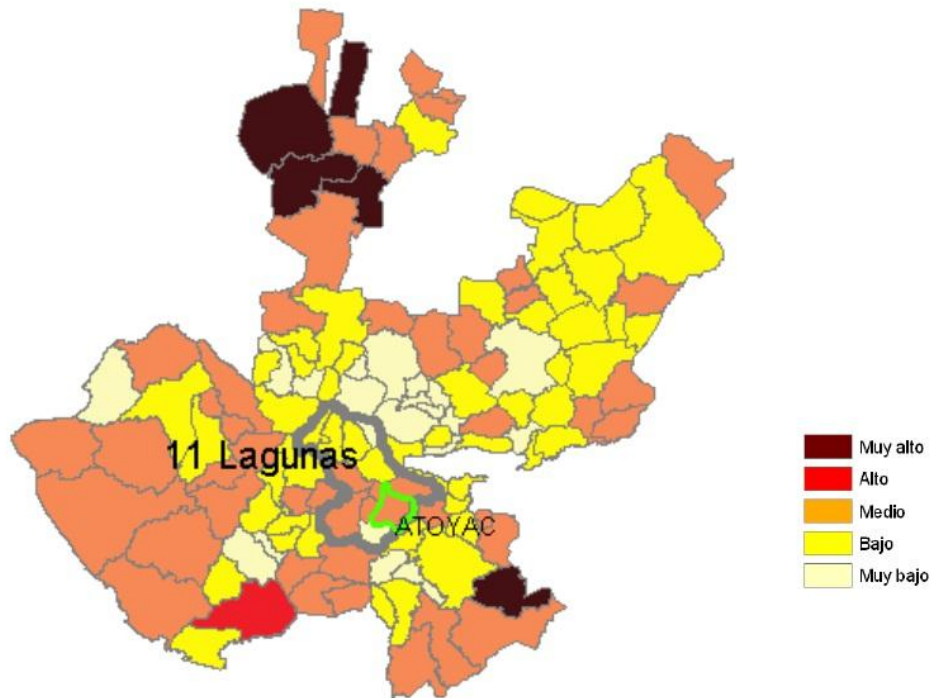 11 Lagunas
ATOYAC
Muy alto
Alto
Medio
Bajo
Muy bajo